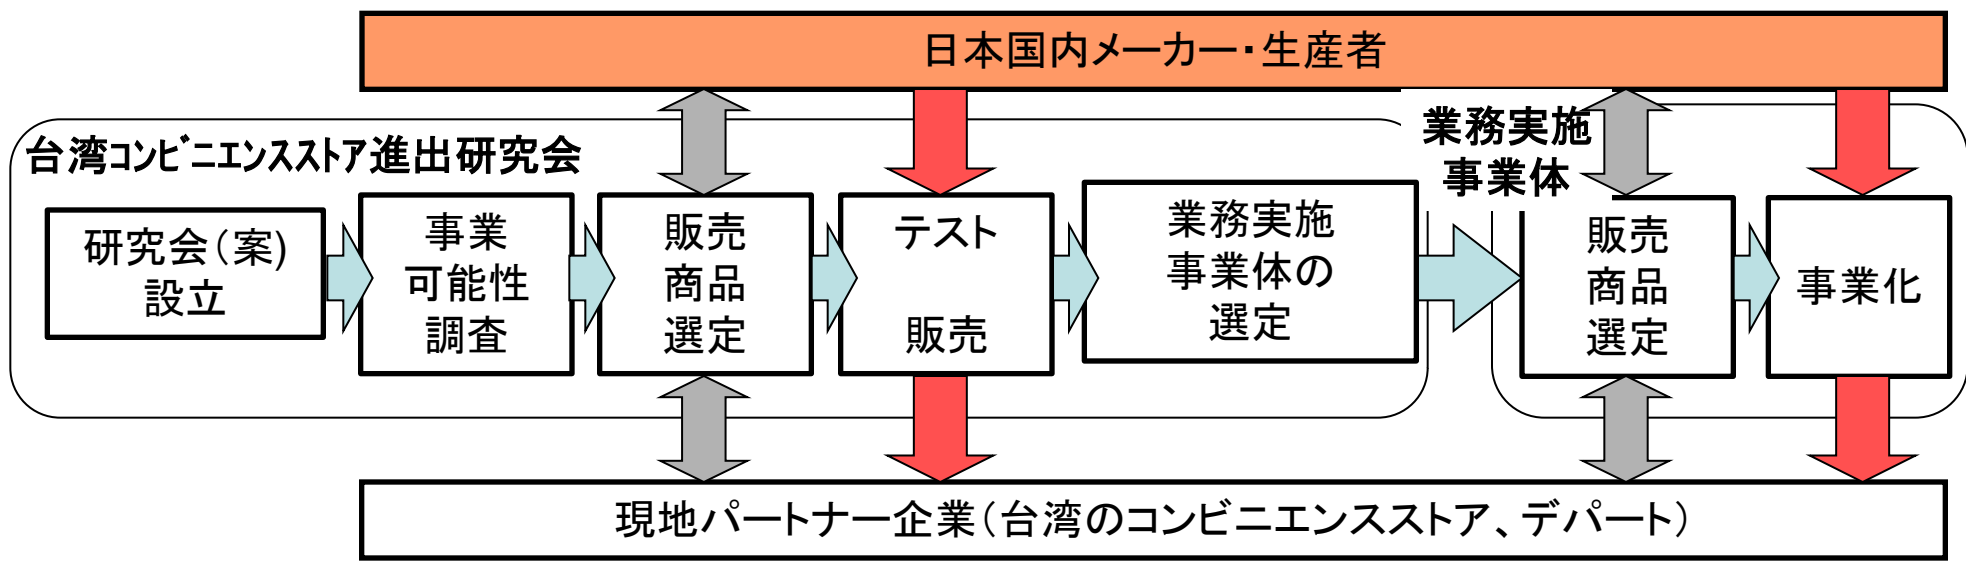 日本国内メーカー・生産者
台湾コンビニエンスストア進出研究会
業務実施
事業体
研究会（案)
設立
事業
可能性
調査
販売
商品
選定
テスト
販売
業務実施
事業体の
選定
販売
商品
選定
事業化
現地パートナー企業（台湾のコンビニエンスストア、デパート）